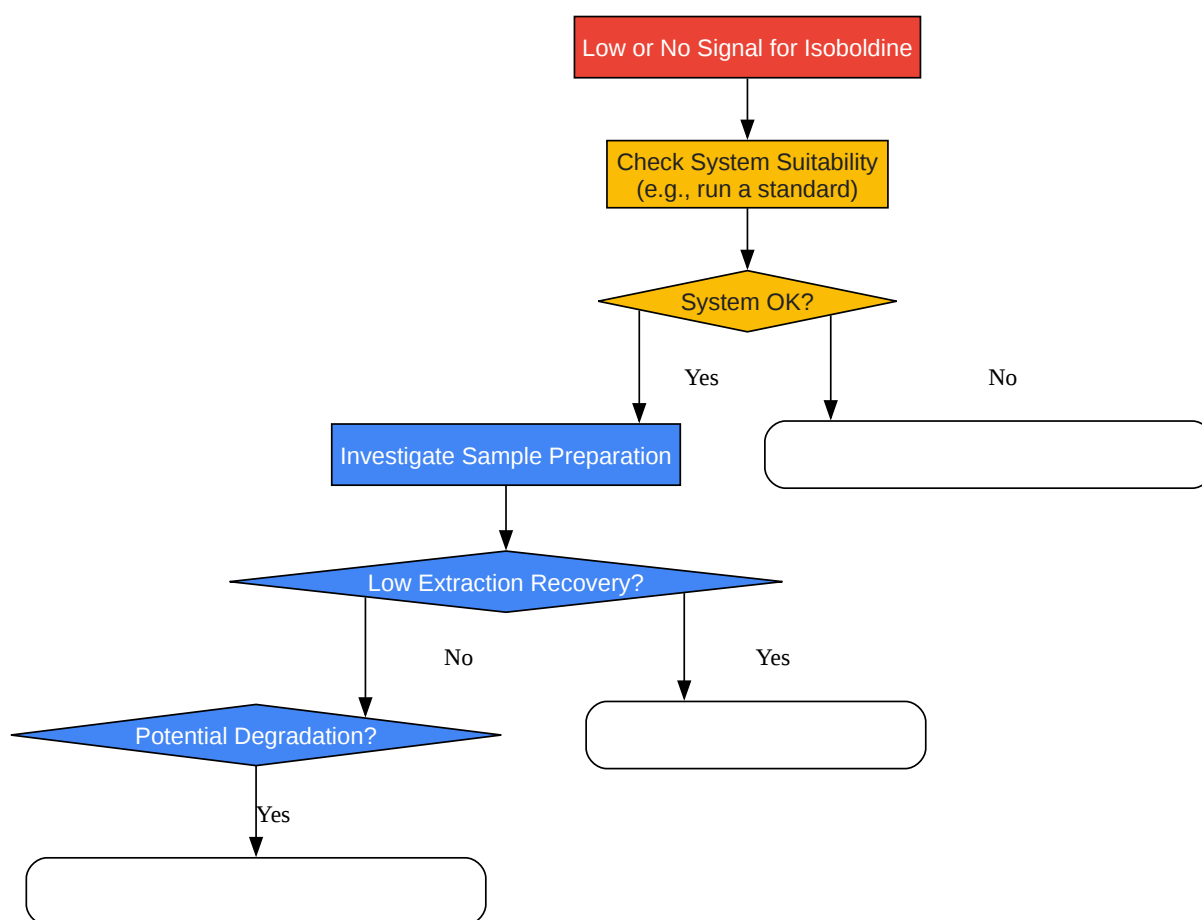 Low or No Signal for Isoboldine
Check System Suitability
(e.g., run a standard)
System OK?
Yes
No
Investigate Sample Preparation
Low Extraction Recovery?
No
Yes
Potential Degradation?
Yes